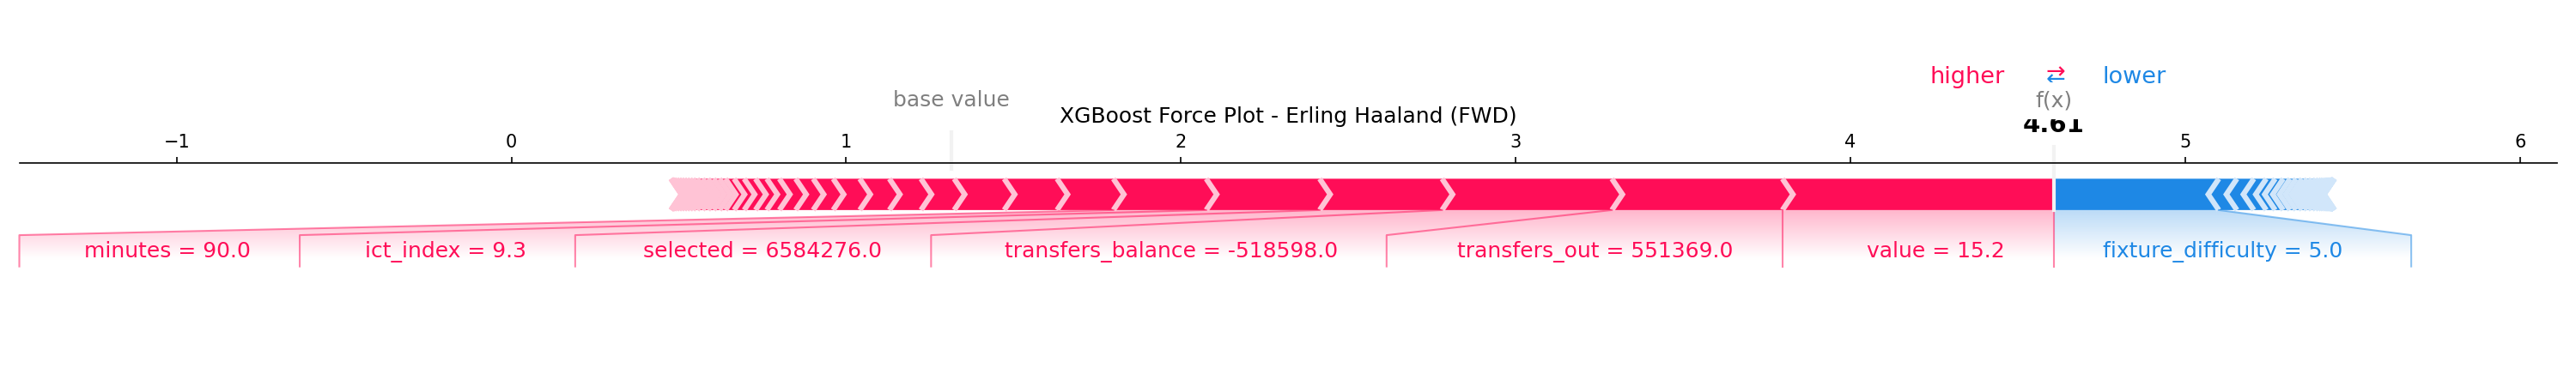 higher ⇄ lower
base value
f(x)
XGBoost Force Plot - Erling Haaland (FWD)
4.61
−1 0 1 2 3 4 5 6
minutes = 90.0 ict_index = 9.3 selected = 6584276.0 transfers_balance = -518598.0 transfers_out = 551369.0 value = 15.2 fixture_difficulty = 5.0